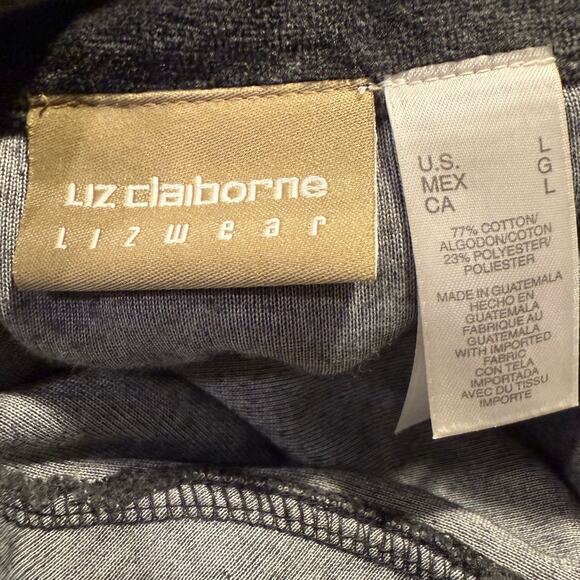 Liz claiborne
LIZwear
U.S. L
MEX G
CA L
77% COTTON/
ALGODON/COTON
23% POLYESTER/
POLIESTER
MADE IN GUATEMALA
HECHO EN
GUATEMALA
FABRIQUE AU
GUATEMALA
WITH IMPORTED
FABRIC
CON TELA
IMPORTADA
AVEC DU TISSU
IMPORTE